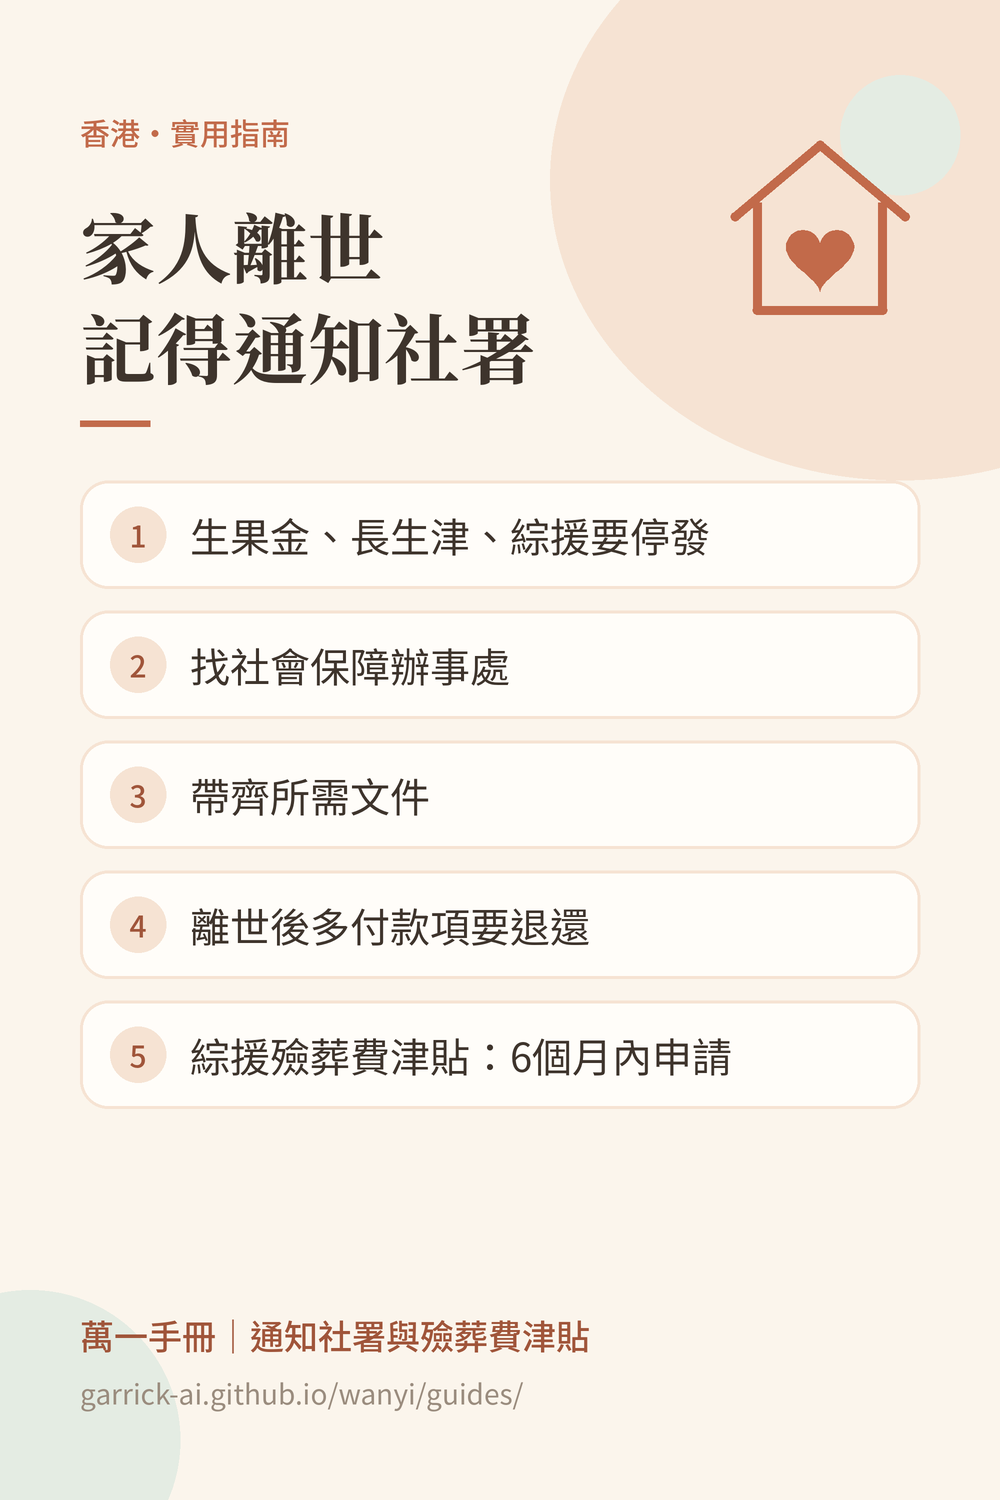 香港・實用指南
家人離世
記得通知社署
1 生果金、長生津、綜援要停發
2 找社會保障辦事處
3 帶齊所需文件
4 離世後多付款項要退還
5 綜援殮葬費津貼：6個月內申請
萬一手冊｜通知社署與殮葬費津貼
garrick-ai.github.io/wanyi/guides/